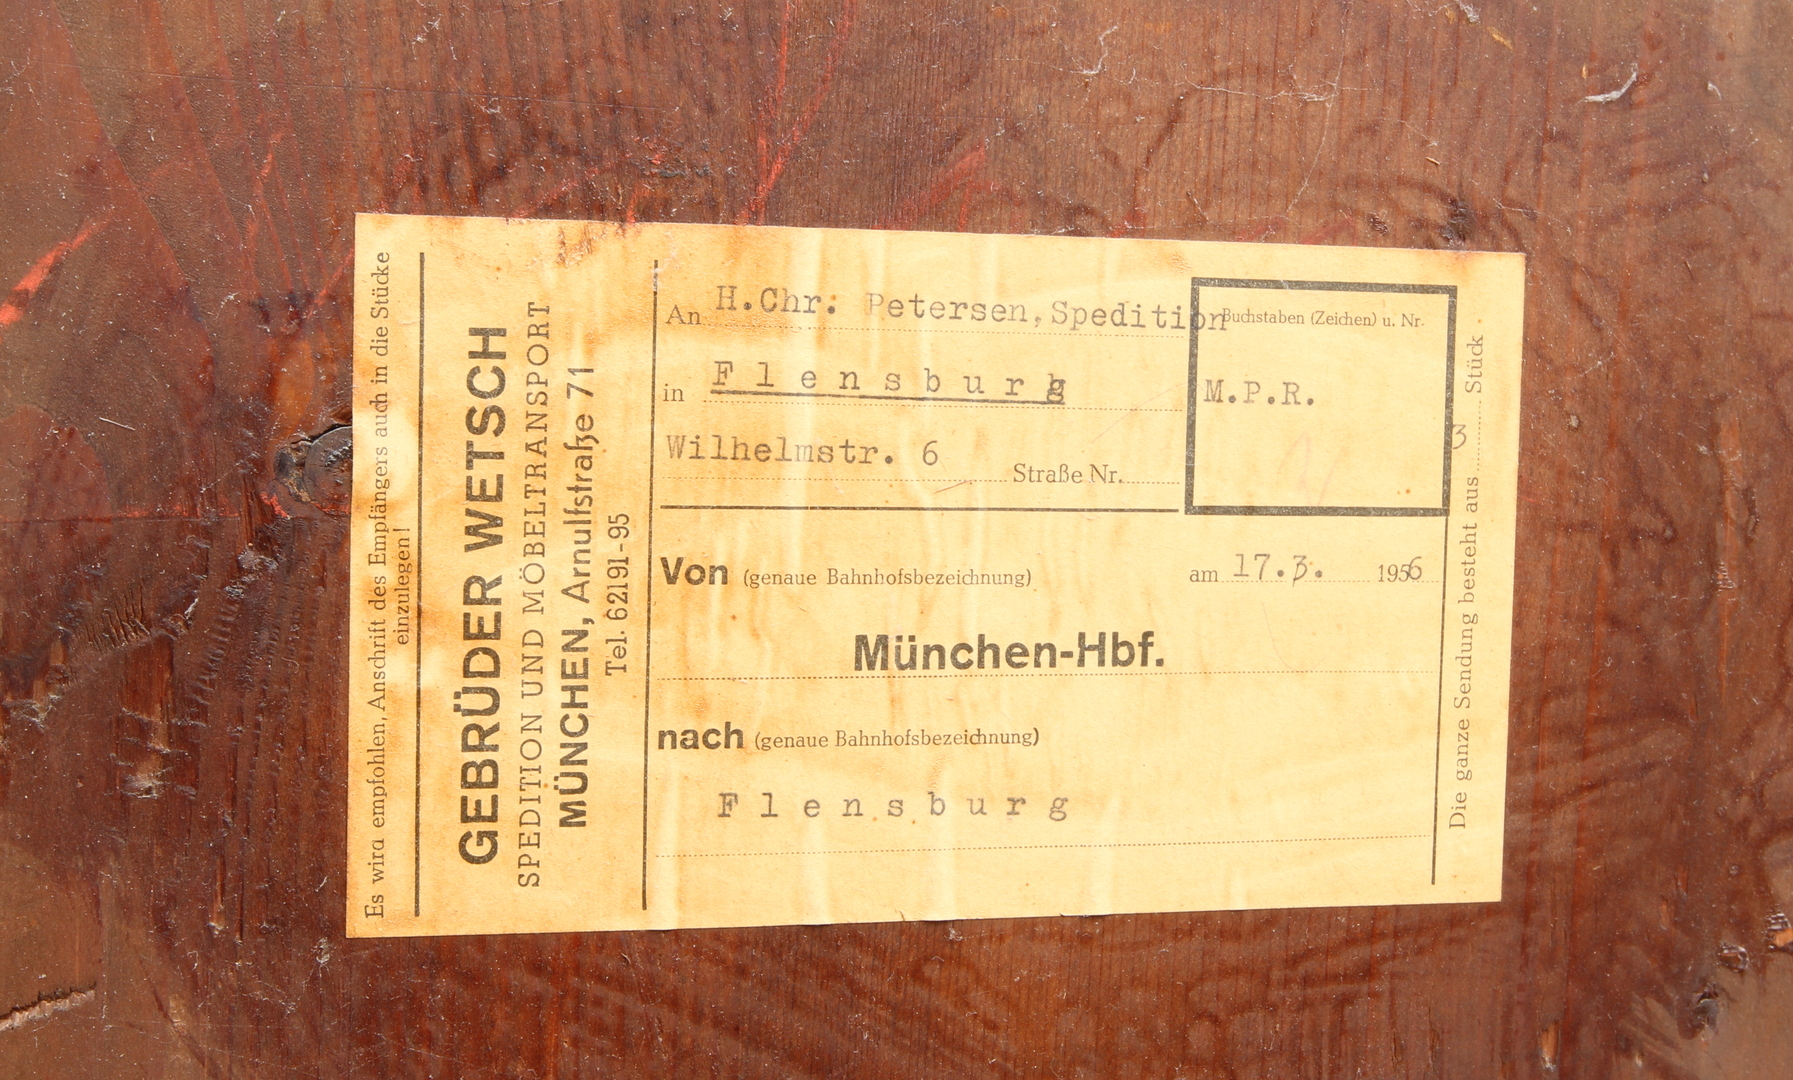 Es wird empfohlen, Anschrift des Empfängers auch in die Stücke
einzulegen!
GEBRÜDER WETSCH
SPEDITION UND MÖBELTRANSPORT
MÜNCHEN, Arnulfstraße 71
Tel. 62191-95
An H.Chr. Petersen, Spedition
in Flensburg
Wilhelmstr. 6 Straße Nr.
Buchstaben (Zeichen) u. Nr.
M.P.R.
Von (genaue Bahnhofsbezeichnung) am 17.3. 1956
München-Hbf.
nach (genaue Bahnhofsbezeichnung)
Flensburg
Die ganze Sendung besteht aus 3 Stück